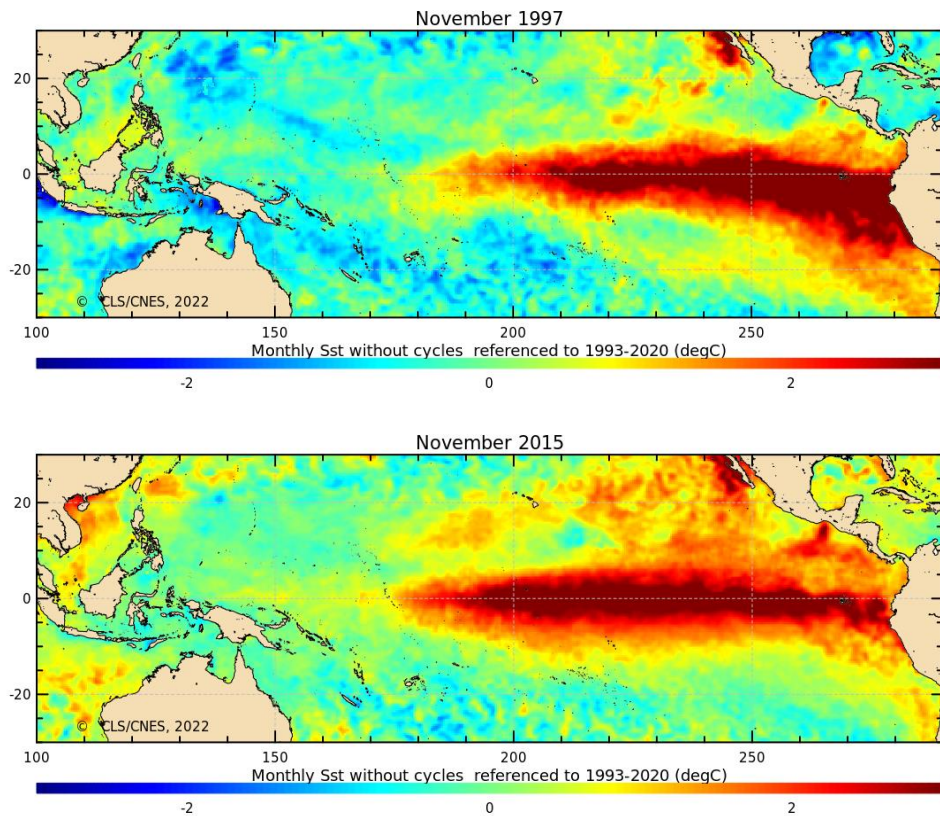 November 1997
20
0
-20
© CLS/CNES, 2022
100 150 200 250
Monthly Sst without cycles referenced to 1993-2020 (degC)
-2 0 2
November 2015
20
0
-20
© CLS/CNES, 2022
100 150 200 250
Monthly Sst without cycles referenced to 1993-2020 (degC)
-2 0 2